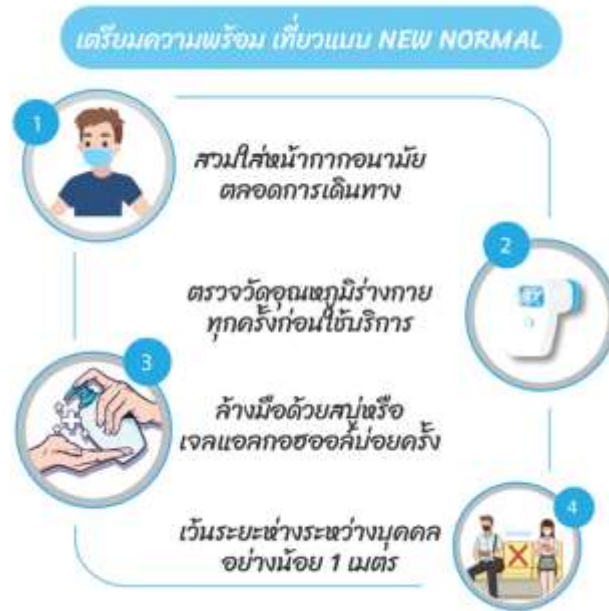 เตรียมความพร้อม เที่ยวแบบ NEW NORMAL
1
สวมใส่หน้ากากอนามัย
ตลอดการเดินทาง
2
ตรวจวัดอุณหภูมิร่างกาย
ทุกครั้งก่อนใช้บริการ
3
ล้างมือด้วยสบู่หรือ
เจลแอลกอฮอล์บ่อยครั้ง
4
เว้นระยะห่างระหว่างบุคคล
อย่างน้อย 1 เมตร